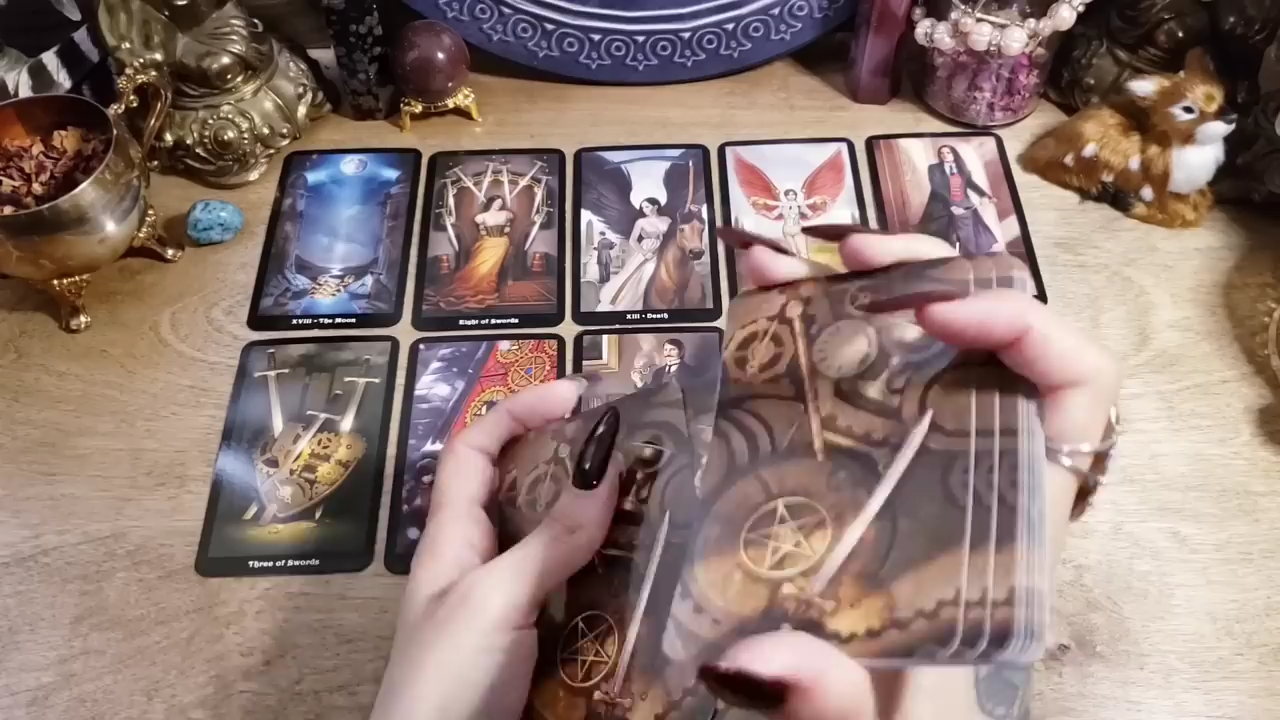 XVIII • The Moon
Eight of Swords
XIII • Death
Three of Swords